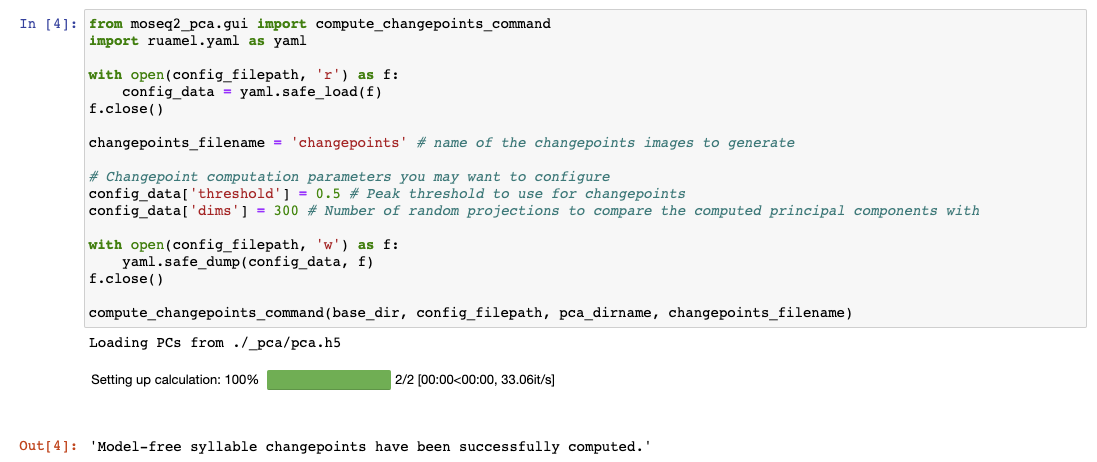 In [4]: from moseq2_pca.gui import compute_changepoints_command
import ruamel.yaml as yaml
with open(config_filepath, 'r') as f:
    config_data = yaml.safe_load(f)
f.close()
changepoints_filename = 'changepoints' # name of the changepoints images to generate
# Changepoint computation parameters you may want to configure
config_data['threshold'] = 0.5 # Peak threshold to use for changepoints
config_data['dims'] = 300 # Number of random projections to compare the computed principal components with
with open(config_filepath, 'w') as f:
    yaml.safe_dump(config_data, f)
f.close()
compute_changepoints_command(base_dir, config_filepath, pca_dirname, changepoints_filename)
Loading PCs from ./_pca/pca.h5
Setting up calculation: 100% 2/2 [00:00<00:00, 33.06it/s]
Out[4]: 'Model-free syllable changepoints have been successfully computed.'